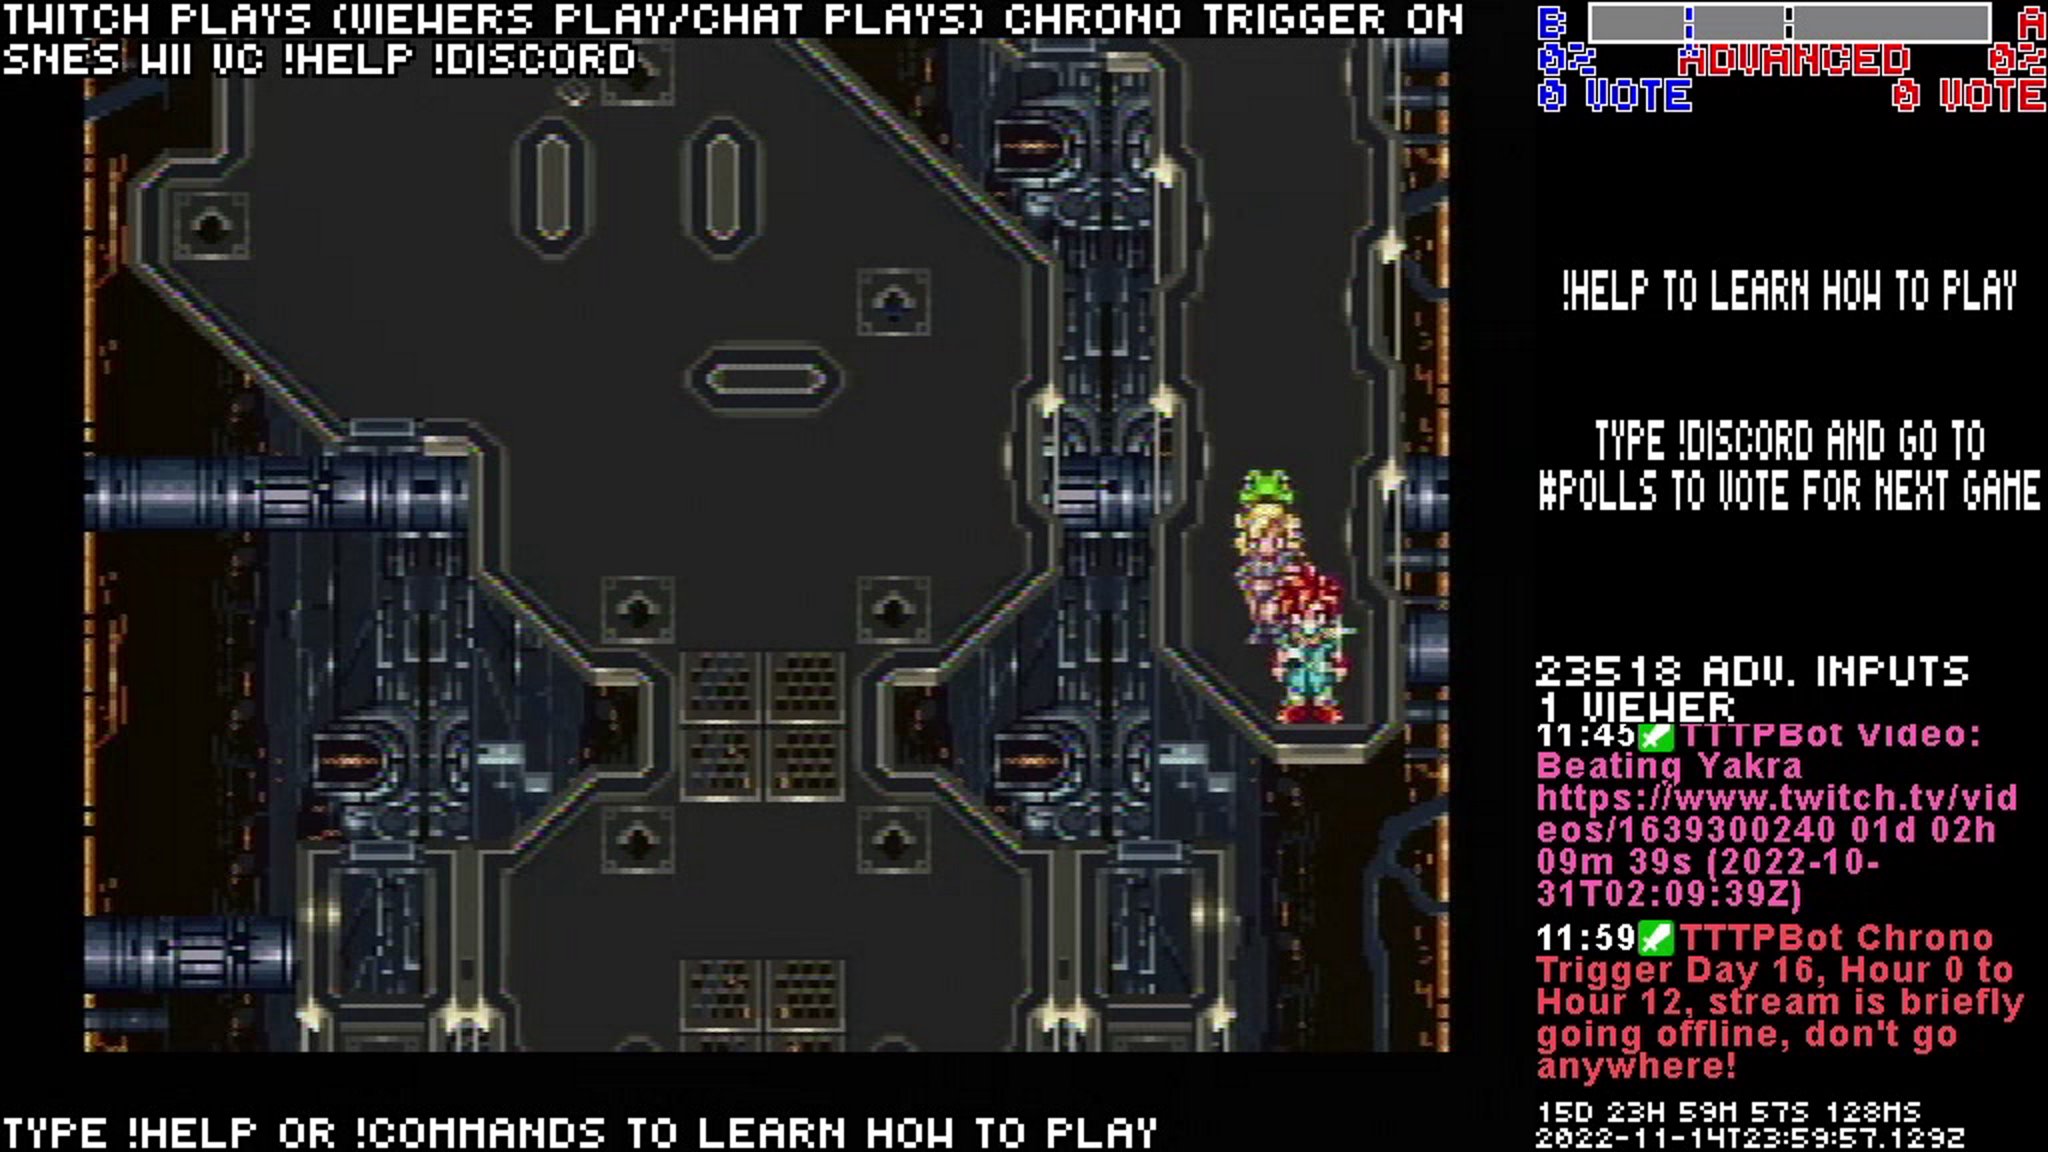 TWITCH PLAYS (VIEWERS PLAY/CHAT PLAYS) CHRONO TRIGGER ON
SNES WII VC !HELP !DISCORD
B A
0% ADVANCED 0%
0 VOTE 0 VOTE
!HELP TO LEARN HOW TO PLAY
TYPE !DISCORD AND GO TO
#POLLS TO VOTE FOR NEXT GAME
23518 ADV. INPUTS
1 VIEWER
11:45 TTTPBot Video:
Beating Yakra
https://www.twitch.tv/vid
eos/1639300240 01d 02h
09m 39s (2022-10-
31T02:09:39Z)
11:59 TTTPBot Chrono
Trigger Day 16, Hour 0 to
Hour 12, stream is briefly
going offline, don't go
anywhere!
15D 23H 59M 57S 128MS
2022-11-14T23:59:57.129Z
TYPE !HELP OR !COMMANDS TO LEARN HOW TO PLAY